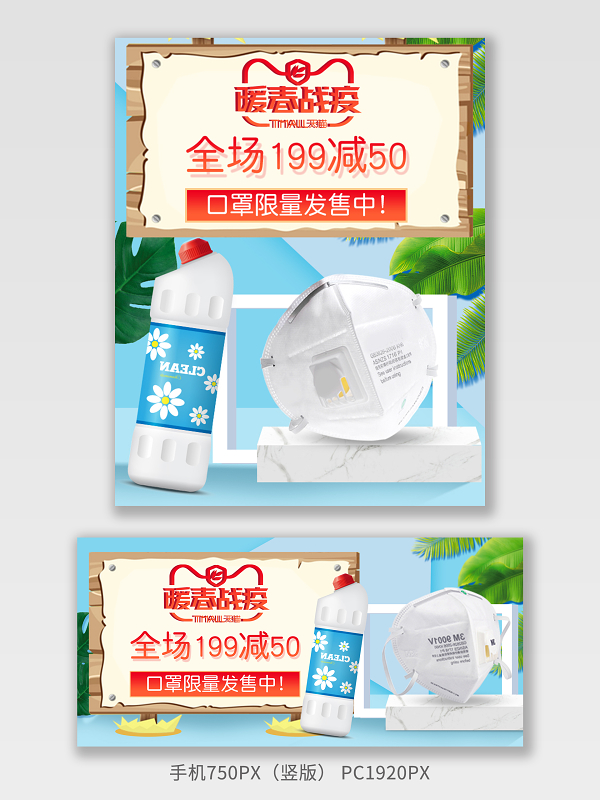 暖春战疫
TMALL天猫
全场199减50
口罩限量发售中!
CLEAN
暖春战疫
TMALL天猫
全场199减50
口罩限量发售中!
CLEAN
3M 9001V
手机750PX(竖版) PC1920PX